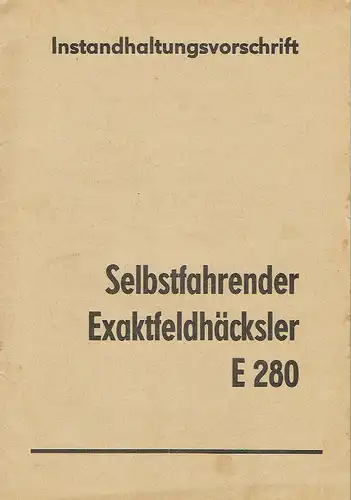 Instandhaltungsvorschrift
Selbstfahrender
Exaktfeldhäcksler
E 280